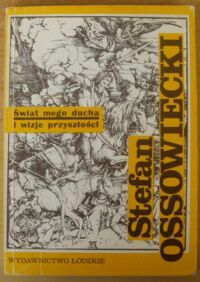 Świat mego ducha
i wizje przyszłości
Stefan
OSSOWIECKI
WYDAWNICTWO ŁÓDZKIE